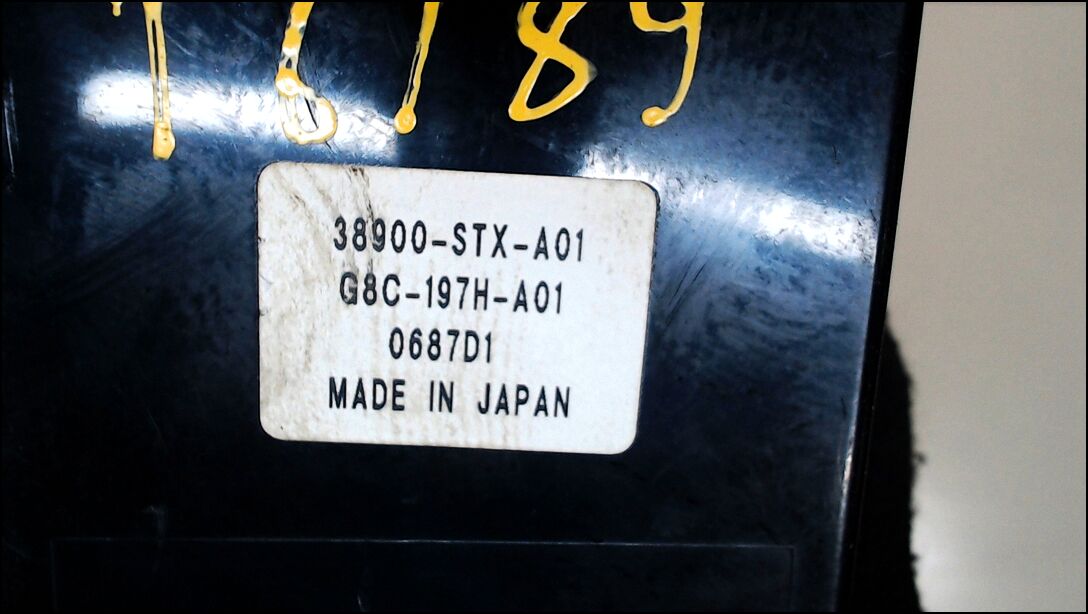 38900-STX-A01
G8C-197H-A01
0687D1
MADE IN JAPAN